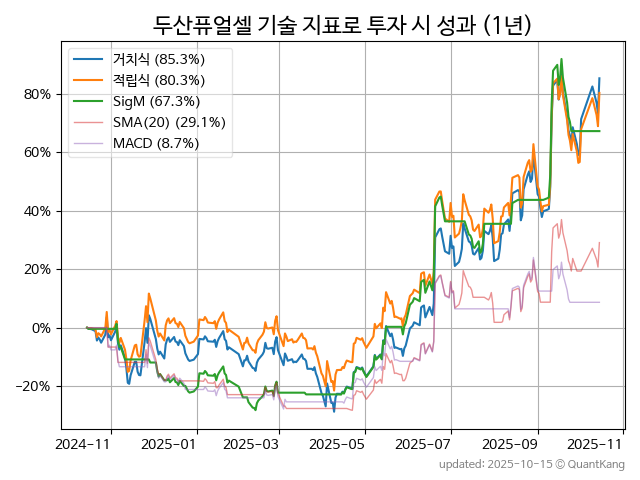 두산퓨얼셀 기술 지표로 투자 시 성과 (1년)
거치식 (85.3%)
적립식 (80.3%)
SigM (67.3%)
SMA(20) (29.1%)
MACD (8.7%)
80%
60%
40%
20%
0%
−20%
2024-11 2025-01 2025-03 2025-05 2025-07 2025-09 2025-11
updated: 2025-10-15 © QuantKang